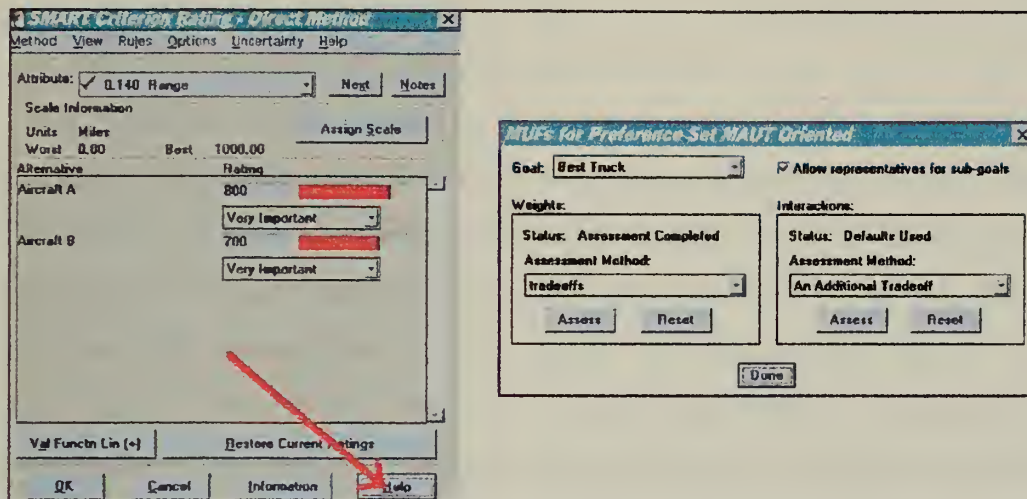 SMART Criterion Rating - Direct Method
Method View Rules Options Uncertainty Help
Attribute: 0.140 Range Next Notes
Scale Information
Units Miles Assign Scale
Worst 0.00 Best 1000.00
Alternative Rating
Aircraft A 800
Very Important
Aircraft B 700
Very Important
Val Functn Lin (+) Restore Current Ratings
OK Cancel Information Help
MUFs for Preference Set MAUT Oriented
Goal: Best Truck Allow representatives for sub-goals
Weights: Interactions:
Status: Assessment Completed Status: Defaults Used
Assessment Method: Assessment Method:
tradeoffs An Additional Tradeoff
Assess Reset Assess Reset
Done